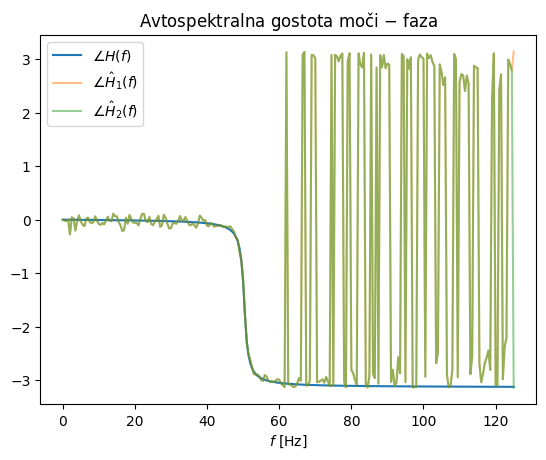 Avtospektralna gostota moči − faza
∠H(f)
∠Ĥ₁(f)
∠Ĥ₂(f)
3
2
1
0
−1
−2
−3
0 20 40 60 80 100 120
f [Hz]